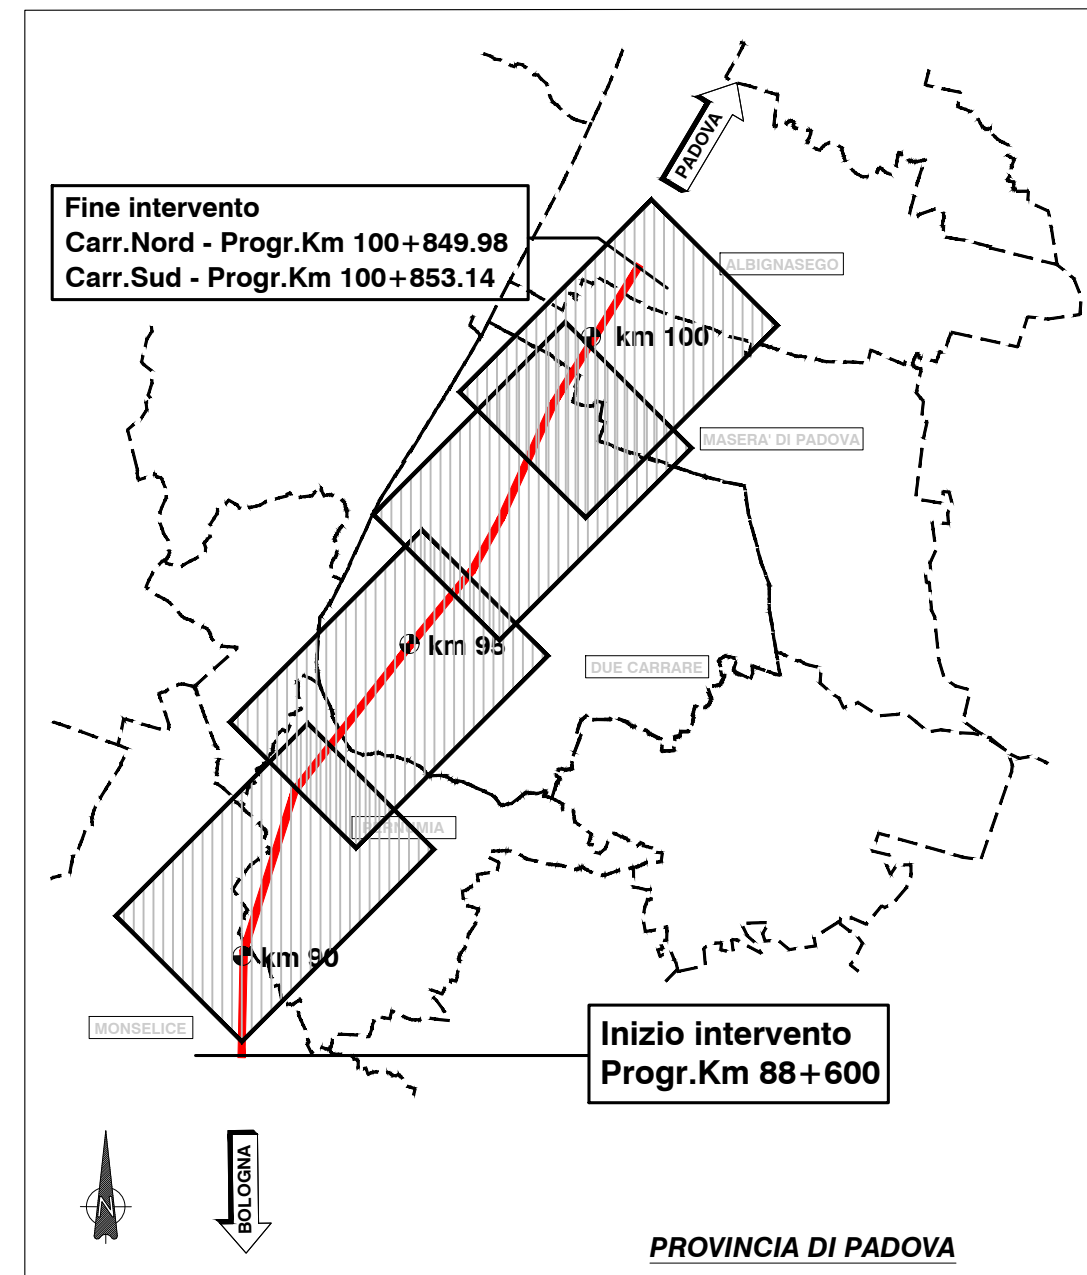 PADOVA
Fine intervento
Carr.Nord - Progr.Km 100+849.98
Carr.Sud - Progr.Km 100+853.14
ALBIGNASEGO
km 100
MASERA' DI PADOVA
km 95
DUE CARRARE
PERNUMIA
km 90
MONSELICE
Inizio intervento
Progr.Km 88+600
N
BOLOGNA
PROVINCIA DI PADOVA